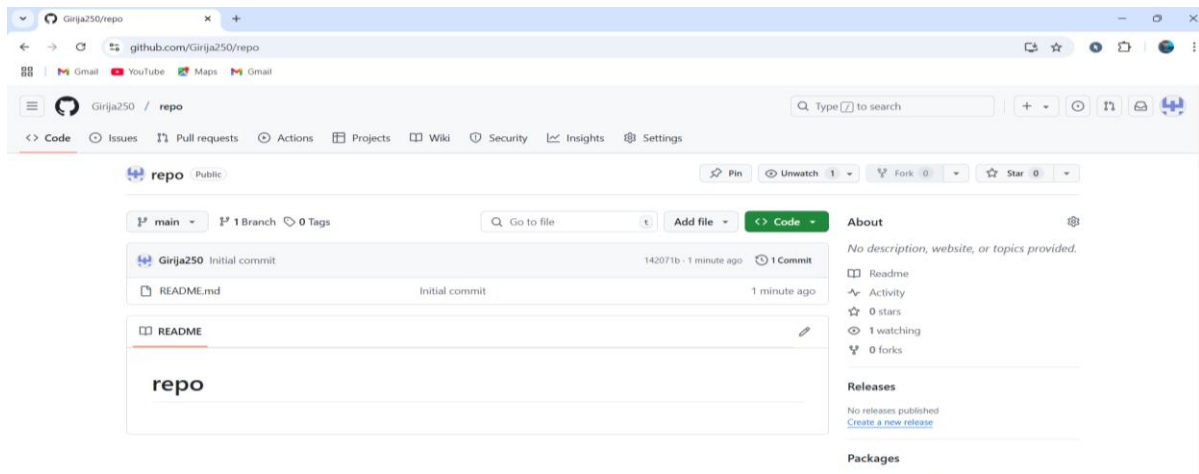 Girija250/repo
github.com/Girija250/repo
Gmail YouTube Maps Gmail
Girija250 / repo
Type / to search
Code Issues Pull requests Actions Projects Wiki Security Insights Settings
repo Public
Pin Unwatch 1 Fork 0 Star 0
main 1 Branch 0 Tags Go to file t Add file Code
Girija250 Initial commit 142071b · 1 minute ago 1 Commit
README.md Initial commit 1 minute ago
README
repo
About
No description, website, or topics provided.
Readme
Activity
0 stars
1 watching
0 forks
Releases
No releases published
Create a new release
Packages